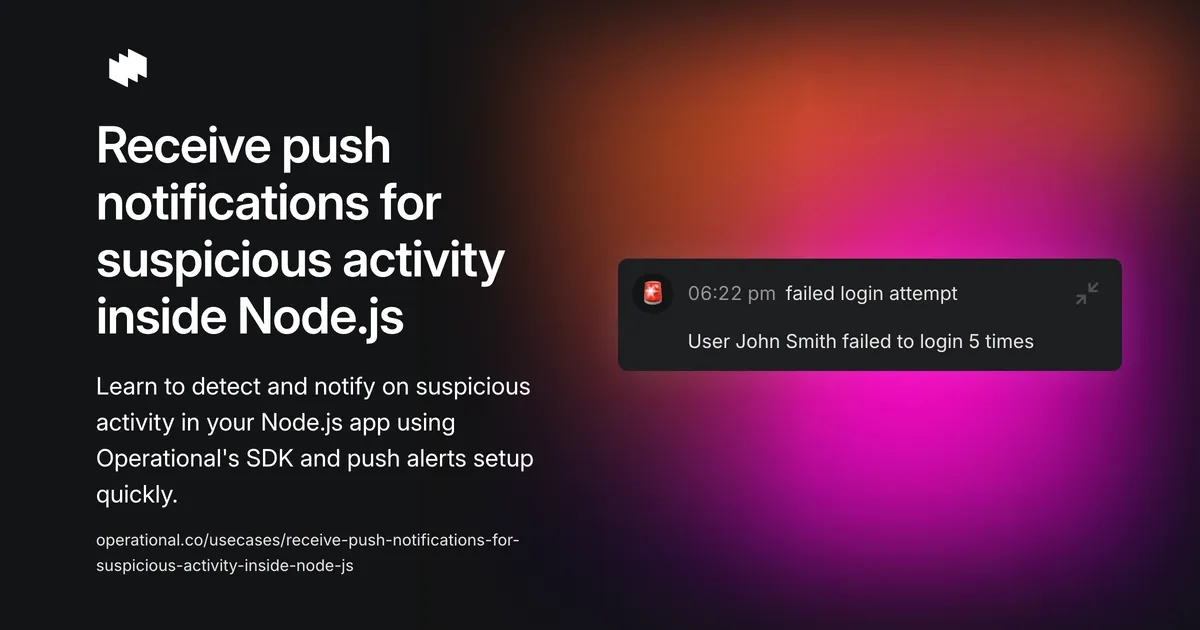 Receive push
notifications for
suspicious activity
inside Node.js
Learn to detect and notify on suspicious
activity in your Node.js app using
Operational's SDK and push alerts setup
quickly.
operational.co/usecases/receive-push-notifications-for-
suspicious-activity-inside-node-js
06:22 pm failed login attempt
User John Smith failed to login 5 times